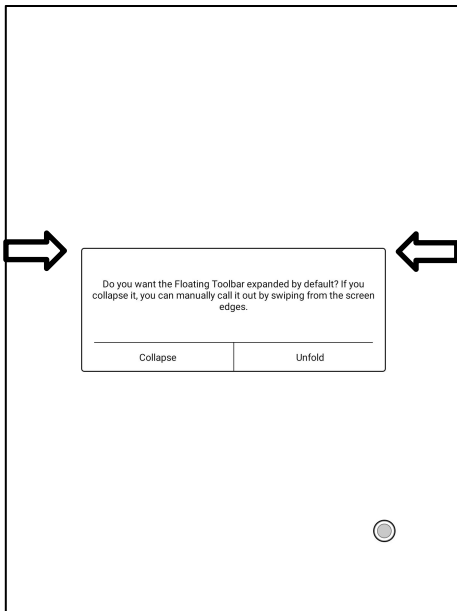 Do you want the Floating Toolbar expanded by default? If you
collapse it, you can manually call it out by swiping from the screen
edges.
Collapse
Unfold